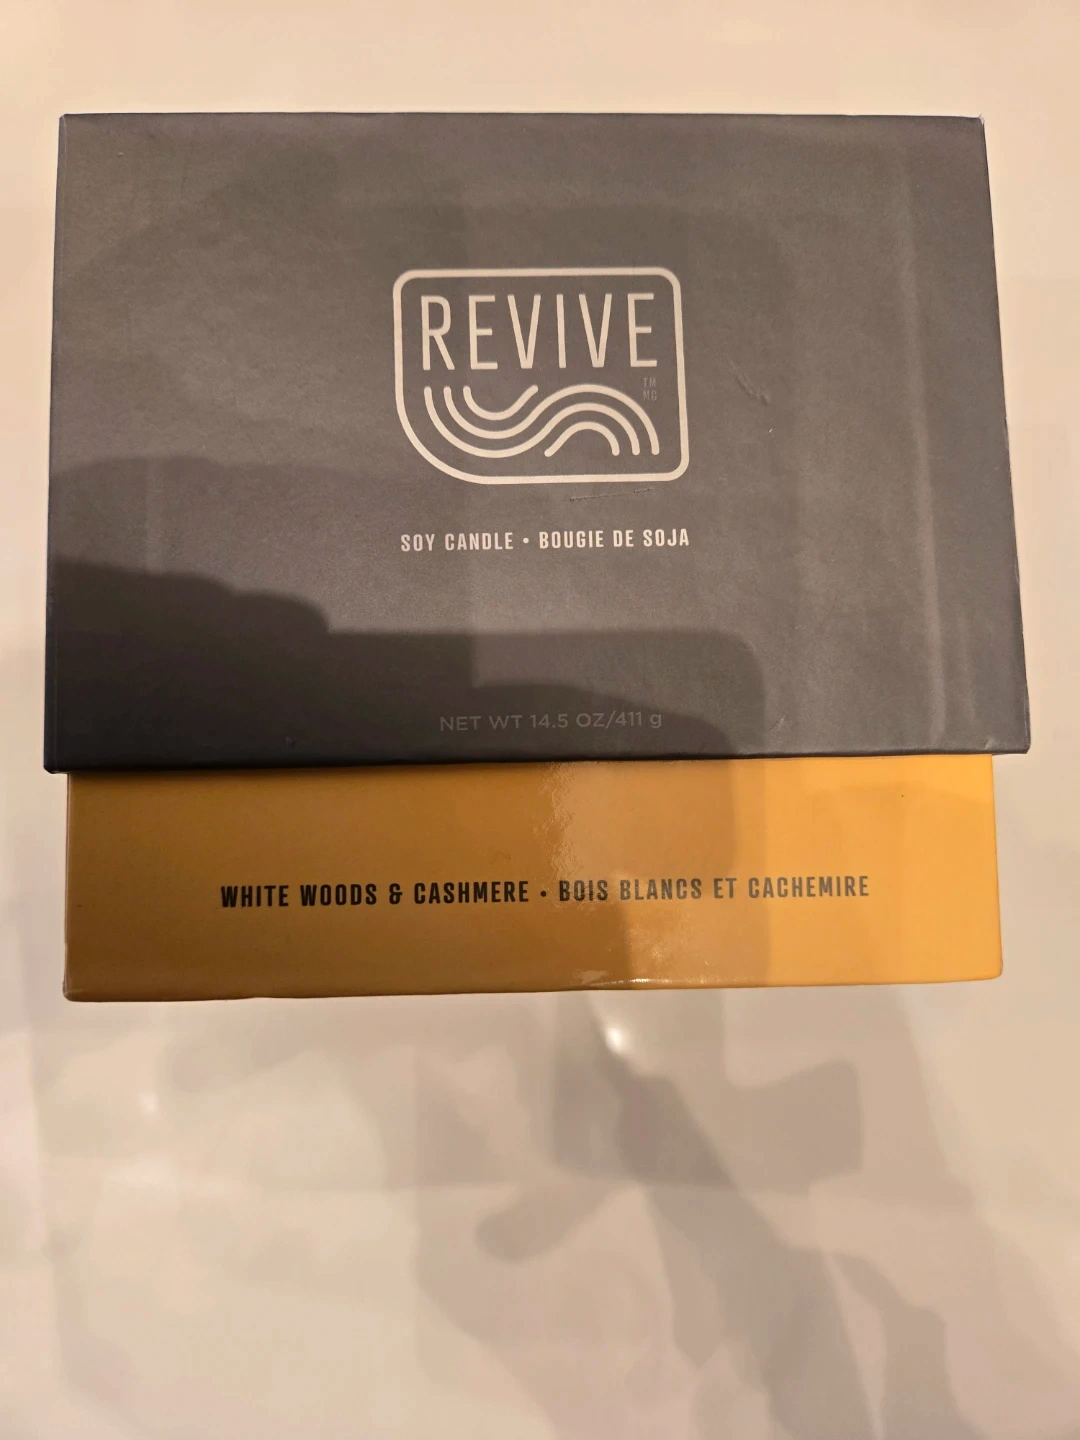 REVIVE
TM
MC
SOY CANDLE • BOUGIE DE SOJA
NET WT 14.5 OZ/411 g
WHITE WOODS & CASHMERE • BOIS BLANCS ET CACHEMIRE